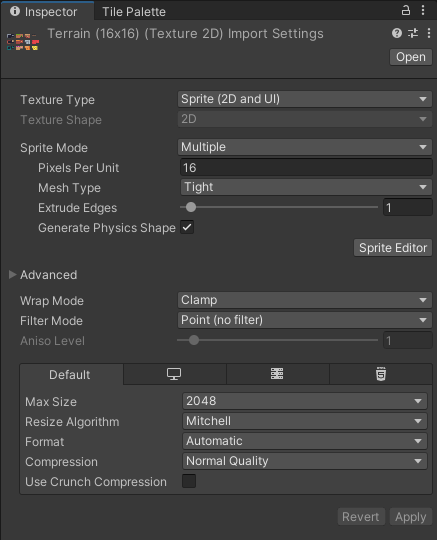 Inspector Tile Palette
Terrain (16x16) (Texture 2D) Import Settings
Open
Texture Type Sprite (2D and UI)
Texture Shape 2D
Sprite Mode Multiple
Pixels Per Unit 16
Mesh Type Tight
Extrude Edges 1
Generate Physics Shape
Sprite Editor
Advanced
Wrap Mode Clamp
Filter Mode Point (no filter)
Aniso Level 1
Default
Max Size 2048
Resize Algorithm Mitchell
Format Automatic
Compression Normal Quality
Use Crunch Compression
Revert Apply